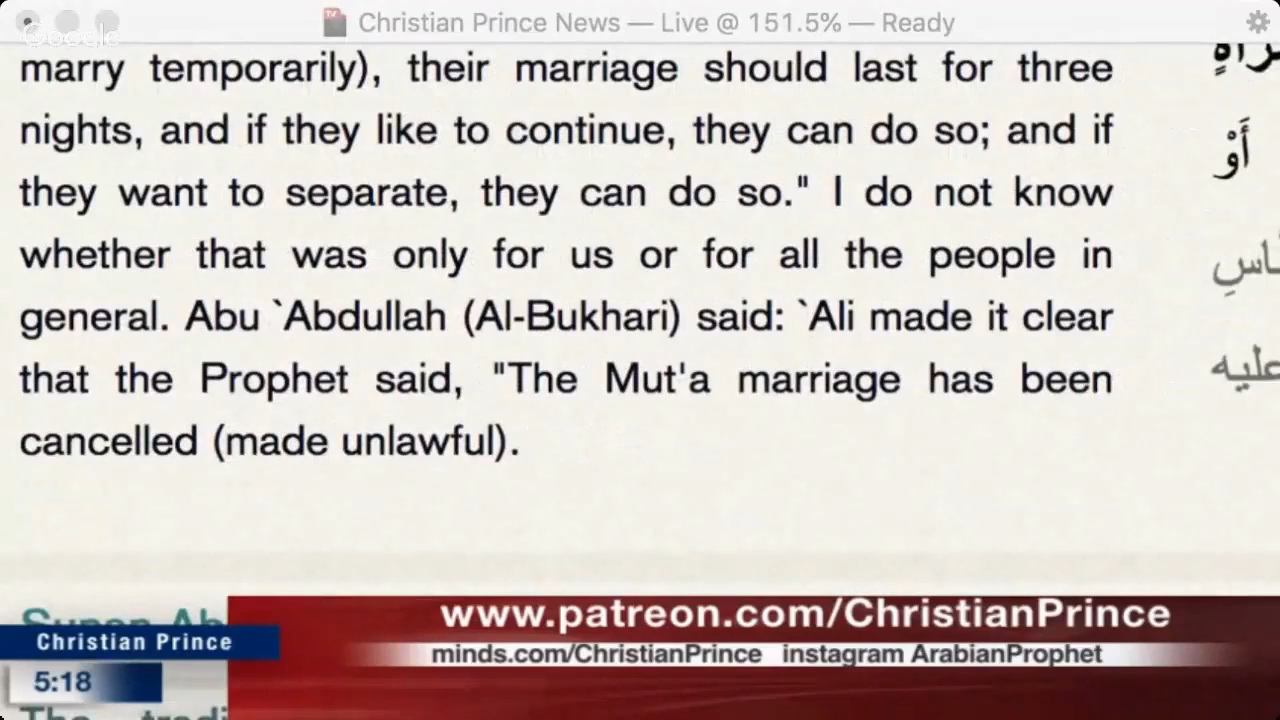 Christian Prince News — Live @ 151.5% — Ready
Google
marry temporarily), their marriage should last for three
nights, and if they like to continue, they can do so; and if
they want to separate, they can do so." I do not know
whether that was only for us or for all the people in
general. Abu `Abdullah (Al-Bukhari) said: `Ali made it clear
that the Prophet said, "The Mut'a marriage has been
cancelled (made unlawful).
أَوْ
عليه
www.patreon.com/ChristianPrince
Christian Prince
minds.com/ChristianPrince instagram ArabianProphet
5:18